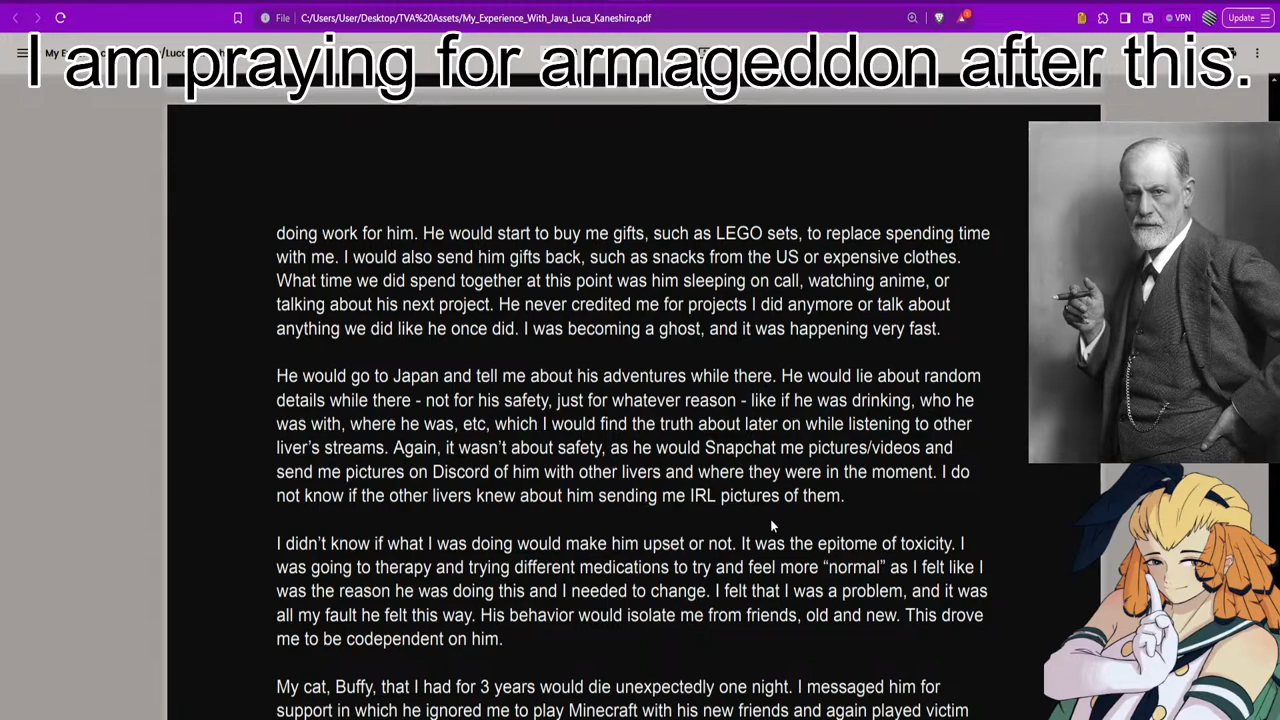 File
C:/Users/User/Desktop/TVA%20Assets/My_Experience_With_Java_Luca_Kaneshiro.pdf
VPN
Update
I am praying for armageddon after this.
doing work for him. He would start to buy me gifts, such as LEGO sets, to replace spending time
with me. I would also send him gifts back, such as snacks from the US or expensive clothes.
What time we did spend together at this point was him sleeping on call, watching anime, or
talking about his next project. He never credited me for projects I did anymore or talk about
anything we did like he once did. I was becoming a ghost, and it was happening very fast.
He would go to Japan and tell me about his adventures while there. He would lie about random
details while there - not for his safety, just for whatever reason - like if he was drinking, who he
was with, where he was, etc, which I would find the truth about later on while listening to other
liver’s streams. Again, it wasn’t about safety, as he would Snapchat me pictures/videos and
send me pictures on Discord of him with other livers and where they were in the moment. I do
not know if the other livers knew about him sending me IRL pictures of them.
I didn’t know if what I was doing would make him upset or not. It was the epitome of toxicity. I
was going to therapy and trying different medications to try and feel more “normal” as I felt like I
was the reason he was doing this and I needed to change. I felt that I was a problem, and it was
all my fault he felt this way. His behavior would isolate me from friends, old and new. This drove
me to be codependent on him.
My cat, Buffy, that I had for 3 years would die unexpectedly one night. I messaged him for
support in which he ignored me to play Minecraft with his new friends and again played victim